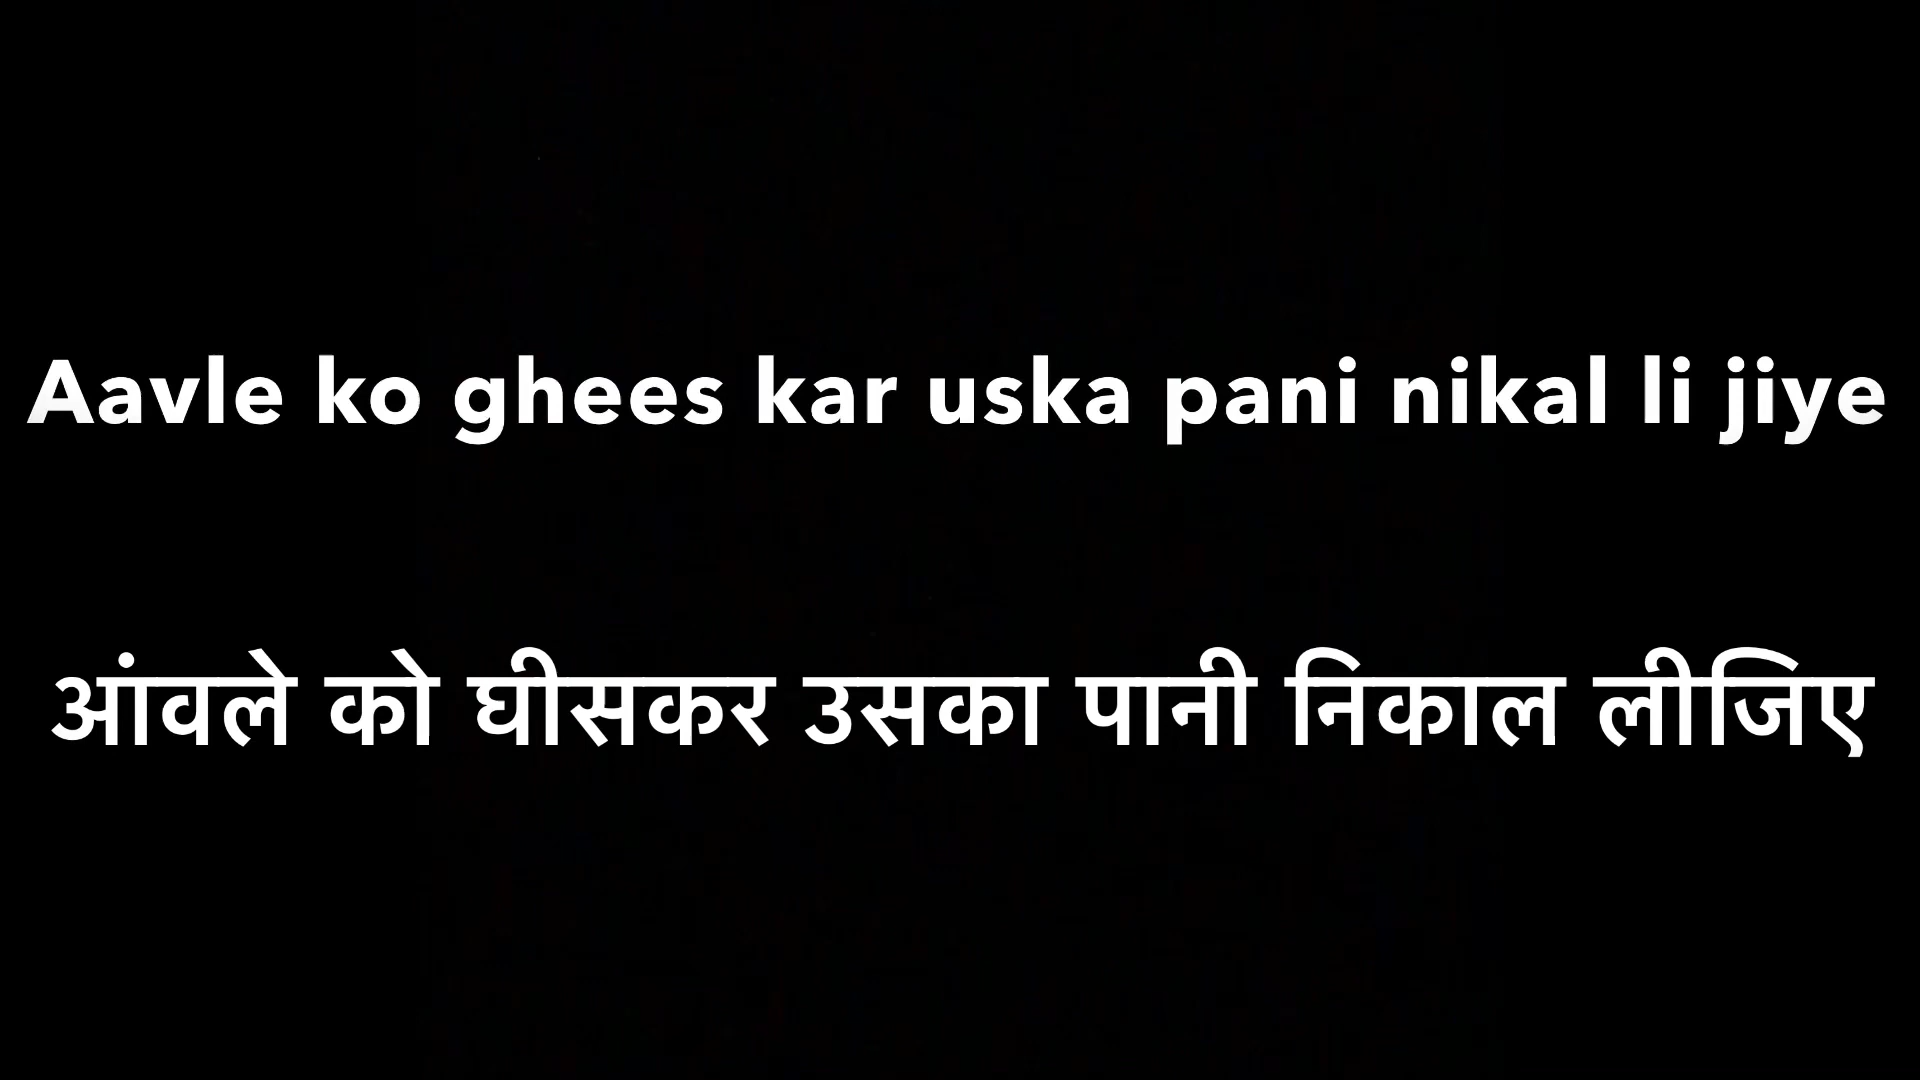 Aavle ko ghees kar uska pani nikal li jiye
आंवले को घीसकर उसका पानी निकाल लीजिए